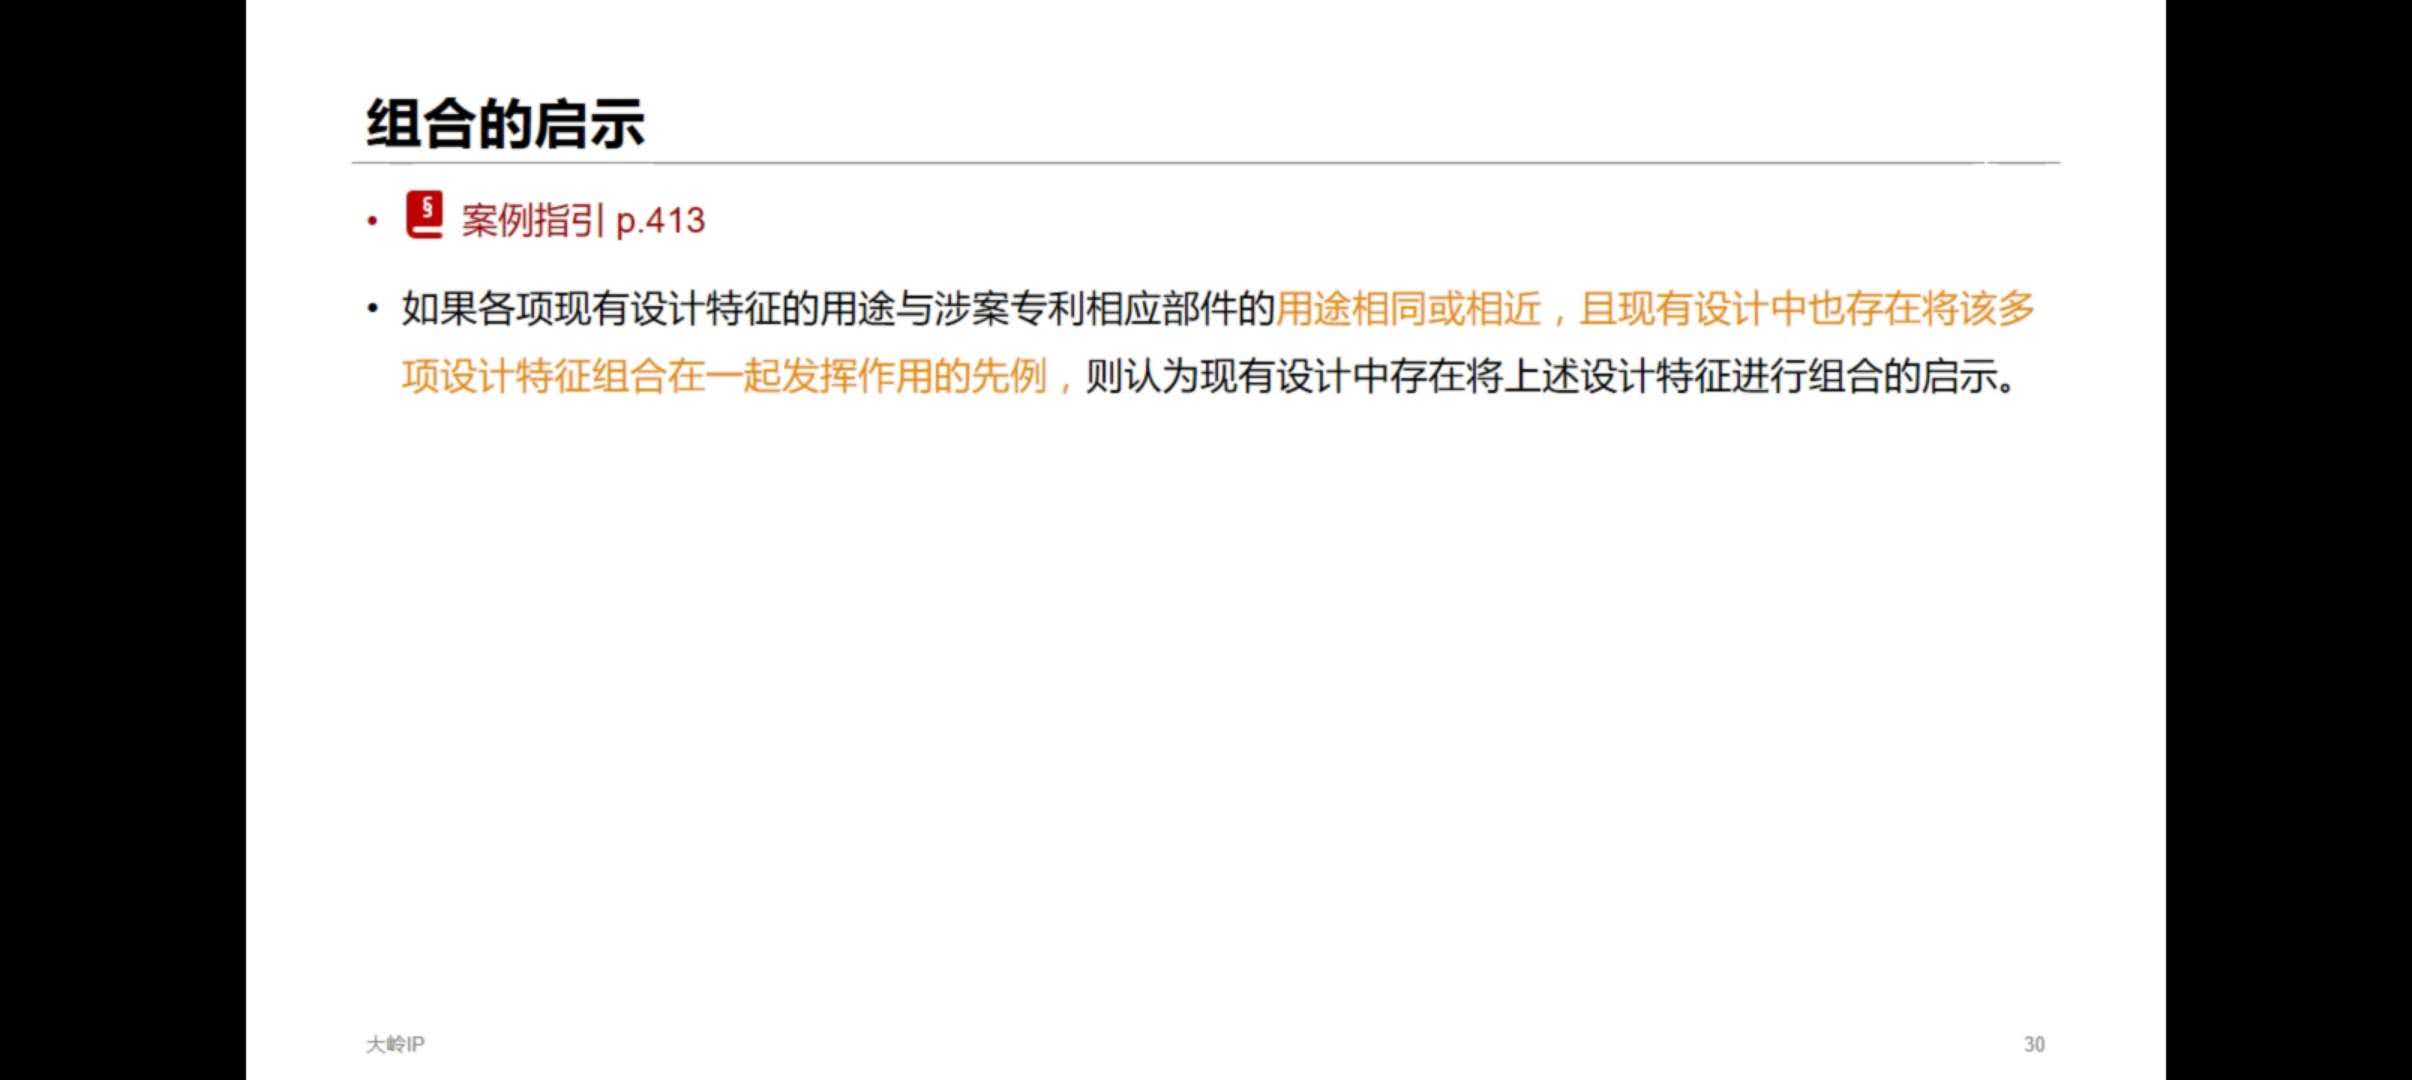 组合的启示
• § 案例指引 p.413
• 如果各项现有设计特征的用途与涉案专利相应部件的用途相同或相近，且现有设计中也存在将该多
项设计特征组合在一起发挥作用的先例，则认为现有设计中存在将上述设计特征进行组合的启示。
大岭IP
30